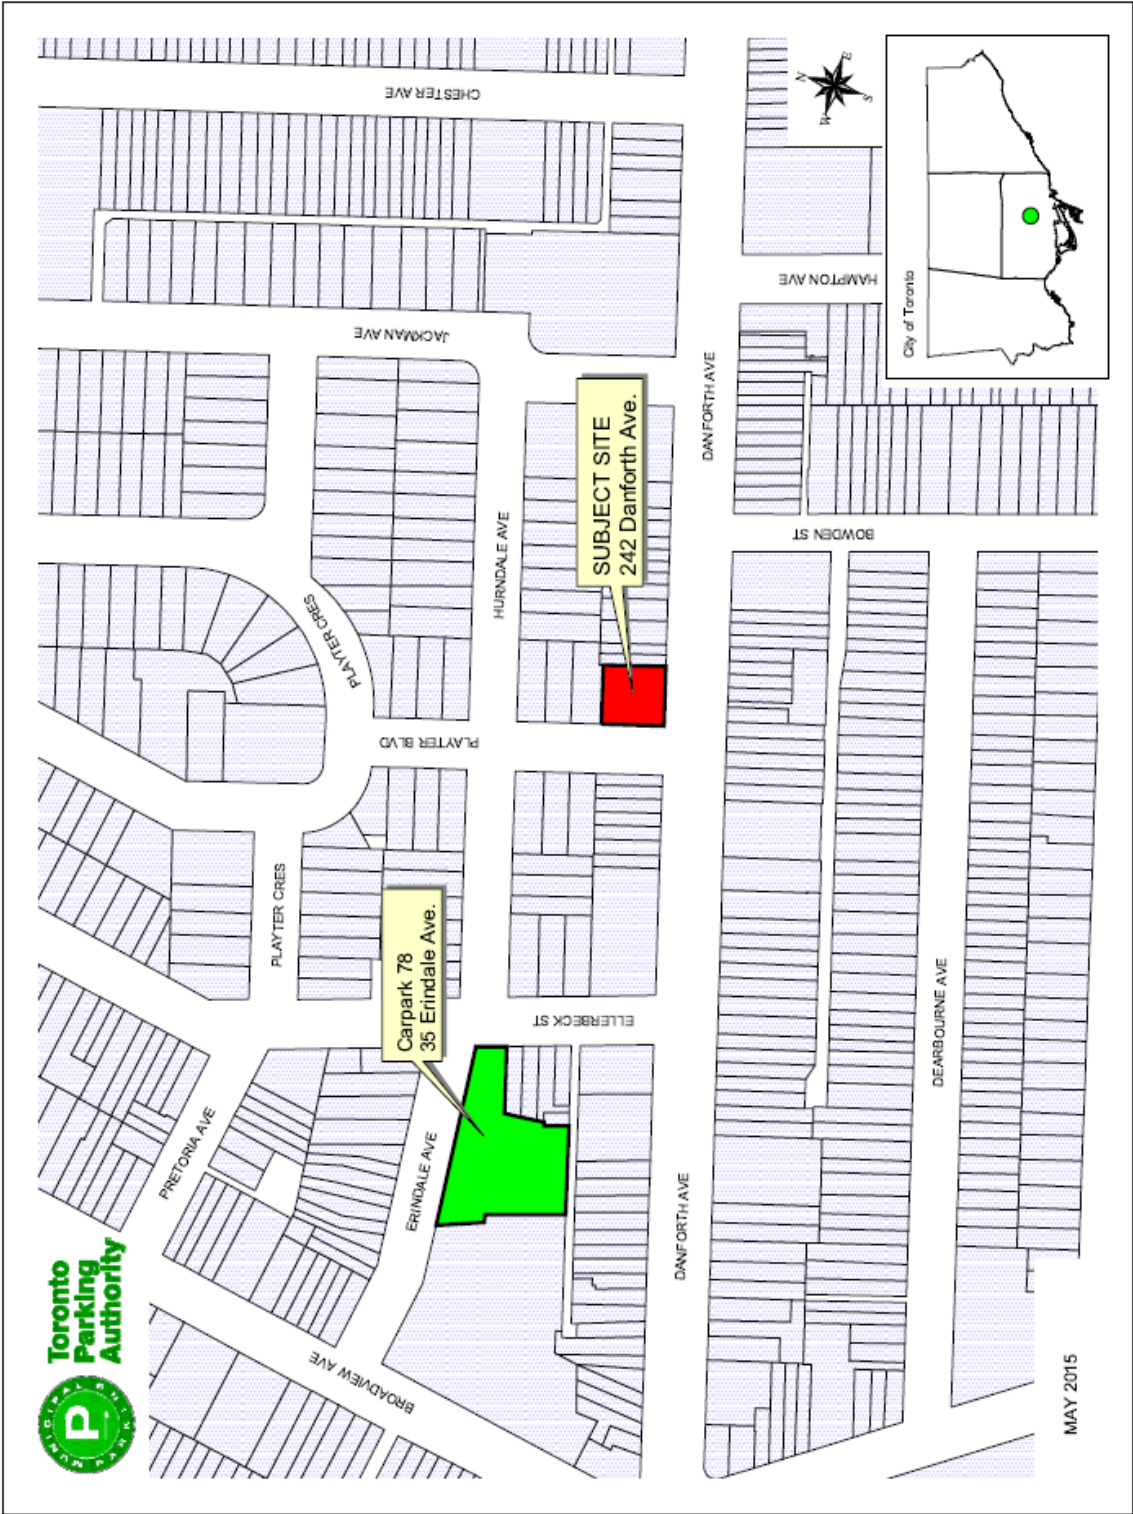 Toronto
Parking
Authority
MUNICIPAL
P
PARKING
BROADVIEW AVE
PRETORIA AVE
ERINDALE AVE
Carpark 78
35 Erindale Ave.
ELLERBECK ST
PLAYTER CRES
PLAYTER BLVD
PLAYTER CRES
HURNDALE AVE
JACKMAN AVE
CHESTER AVE
SUBJECT SITE
242 Danforth Ave.
DANFORTH AVE
DANFORTH AVE
DEARBOURNE AVE
BOWDEN ST
HAMPTON AVE
N
E
S
W
City of Toronto
MAY 2015